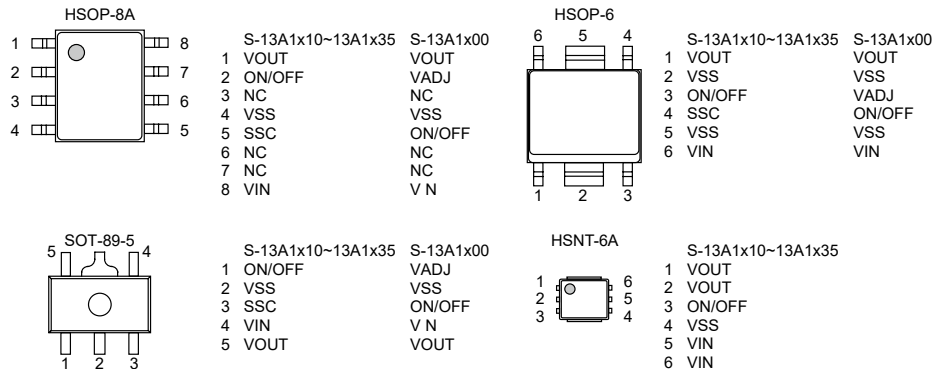 HSOP-8A
1 8
2 7
3 6
4 5
S-13A1x10~13A1x35 S-13A1x00
1 VOUT VOUT
2 ON/OFF VADJ
3 NC NC
4 VSS VSS
5 SSC ON/OFF
6 NC NC
7 NC NC
8 VIN V N
HSOP-6
6 5 4
1 2 3
S-13A1x10~13A1x35 S-13A1x00
1 VOUT VOUT
2 VSS VSS
3 ON/OFF VADJ
4 SSC ON/OFF
5 VSS VSS
6 VIN VIN
SOT-89-5
5 4
1 2 3
S-13A1x10~13A1x35 S-13A1x00
1 ON/OFF VADJ
2 VSS VSS
3 SSC ON/OFF
4 VIN V N
5 VOUT VOUT
HSNT-6A
1 6
2 5
3 4
S-13A1x10~13A1x35
1 VOUT
2 VOUT
3 ON/OFF
4 VSS
5 VIN
6 VIN